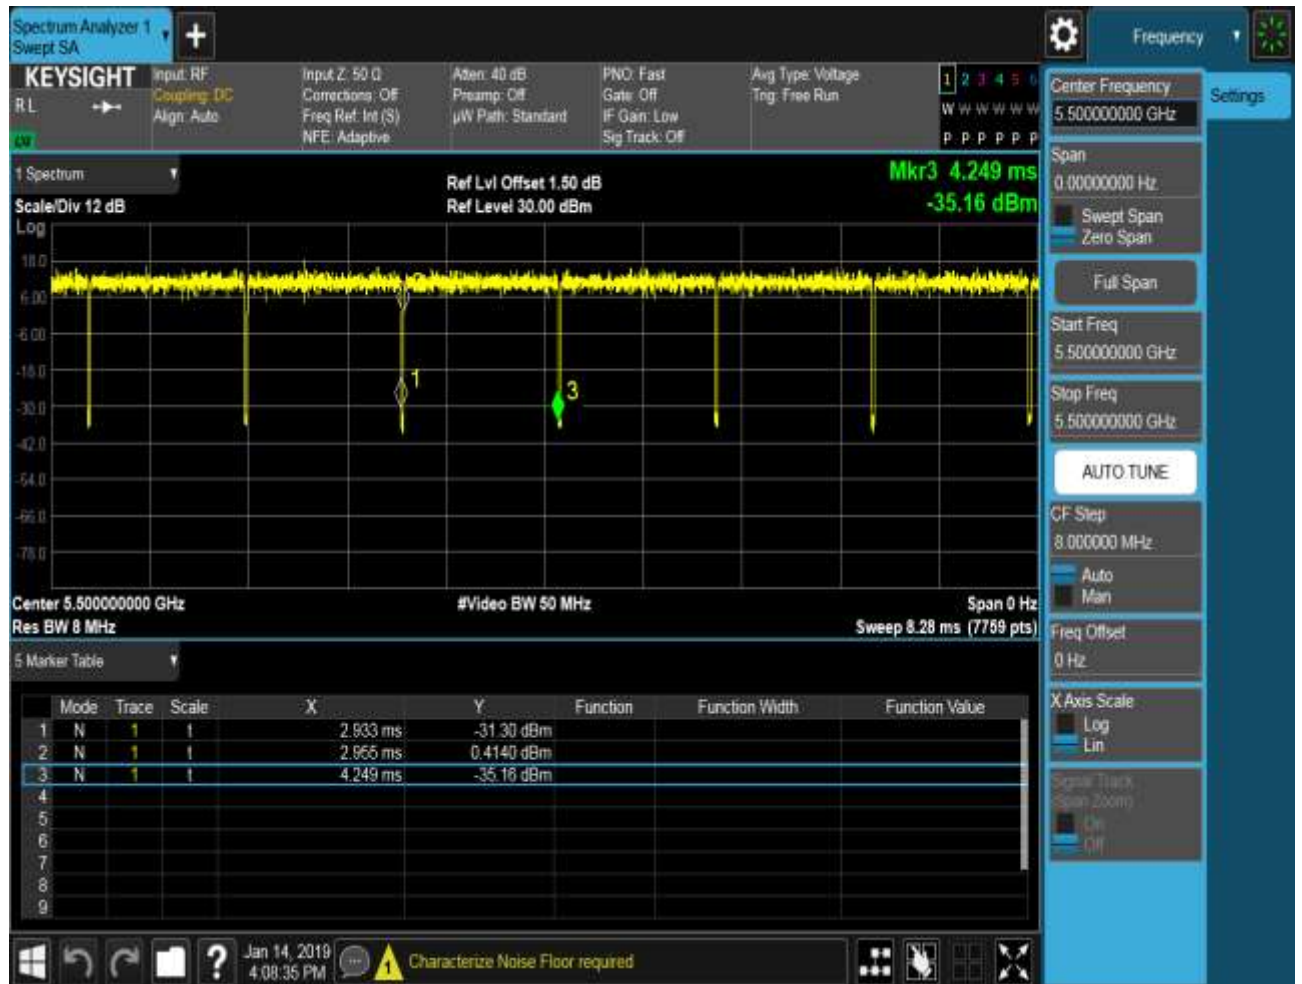 Spectrum Analyzer 1
Swept SA
+
Frequency
KEYSIGHT
RL
Input: RF
Coupling: DC
Align: Auto
Input Z: 50 Ω
Corrections: Off
Freq Ref: Int (S)
NFE: Adaptive
Atten: 40 dB
Preamp: Off
µW Path: Standard
PNO: Fast
Gate: Off
IF Gain: Low
Sig Track: Off
Avg Type: Voltage
Trig: Free Run
1 2 3 4 5 6
W W W W W W
P P P P P P
1 Spectrum
Scale/Div 12 dB
Log
Ref Lvl Offset 1.50 dB
Ref Level 30.00 dBm
Mkr3 4.249 ms
-35.16 dBm
18.0
6.00
-6.00
-18.0
-30.0
-42.0
-54.0
-66.0
-78.0
1
3
Center 5.500000000 GHz
#Video BW 50 MHz
Span 0 Hz
Res BW 8 MHz
Sweep 8.28 ms (7759 pts)
5 Marker Table
Mode Trace Scale X Y Function Function Width Function Value
1 N 1 t 2.933 ms -31.30 dBm
2 N 1 t 2.955 ms 0.4140 dBm
3 N 1 t 4.249 ms -35.16 dBm
4
5
6
7
8
9
Center Frequency
5.500000000 GHz
Settings
Span
0.00000000 Hz
Swept Span
Zero Span
Full Span
Start Freq
5.500000000 GHz
Stop Freq
5.500000000 GHz
AUTO TUNE
CF Step
8.000000 MHz
Auto
Man
Freq Offset
0 Hz
X Axis Scale
Log
Lin
Signal Track
(Span Zoom)
On
Off
?
Jan 14, 2019
4:08:35 PM
1
Characterize Noise Floor required